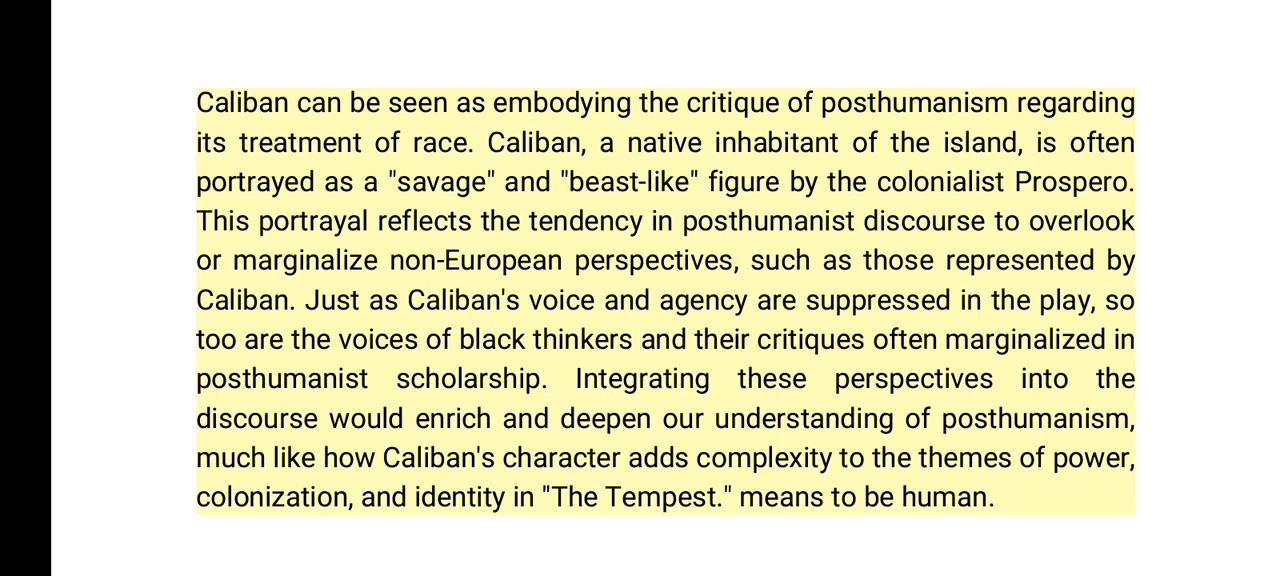 Caliban can be seen as embodying the critique of posthumanism regarding
its treatment of race. Caliban, a native inhabitant of the island, is often
portrayed as a "savage" and "beast-like" figure by the colonialist Prospero.
This portrayal reflects the tendency in posthumanist discourse to overlook
or marginalize non-European perspectives, such as those represented by
Caliban. Just as Caliban's voice and agency are suppressed in the play, so
too are the voices of black thinkers and their critiques often marginalized in
posthumanist scholarship. Integrating these perspectives into the
discourse would enrich and deepen our understanding of posthumanism,
much like how Caliban's character adds complexity to the themes of power,
colonization, and identity in "The Tempest." means to be human.